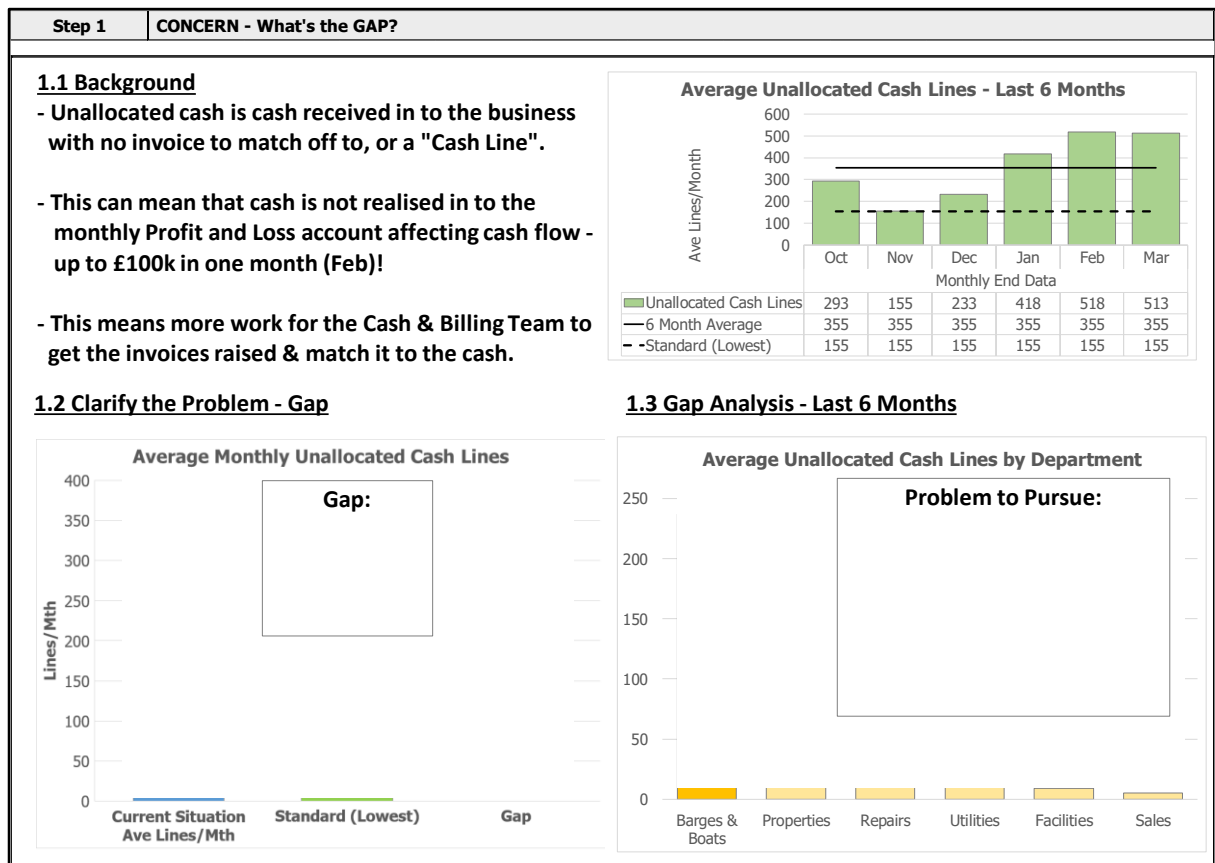 Step 1 CONCERN - What's the GAP?
1.1 Background
- Unallocated cash is cash received in to the business
with no invoice to match off to, or a "Cash Line".
- This can mean that cash is not realised in to the
monthly Profit and Loss account affecting cash flow -
up to £100k in one month (Feb)!
- This means more work for the Cash & Billing Team to
get the invoices raised & match it to the cash.
Average Unallocated Cash Lines - Last 6 Months
Ave Lines/Month
600
500
400
300
200
100
0
Oct Nov Dec Jan Feb Mar
Monthly End Data
Unallocated Cash Lines 293 155 233 418 518 513
6 Month Average 355 355 355 355 355 355
Standard (Lowest) 155 155 155 155 155 155
1.2 Clarify the Problem - Gap
Average Monthly Unallocated Cash Lines
Gap:
Lines/Mth
400
350
300
250
200
150
100
50
0
Current Situation Standard (Lowest) Gap
Ave Lines/Mth
1.3 Gap Analysis - Last 6 Months
Average Unallocated Cash Lines by Department
Problem to Pursue:
250
200
150
100
50
0
Barges & Properties Repairs Utilities Facilities Sales
Boats